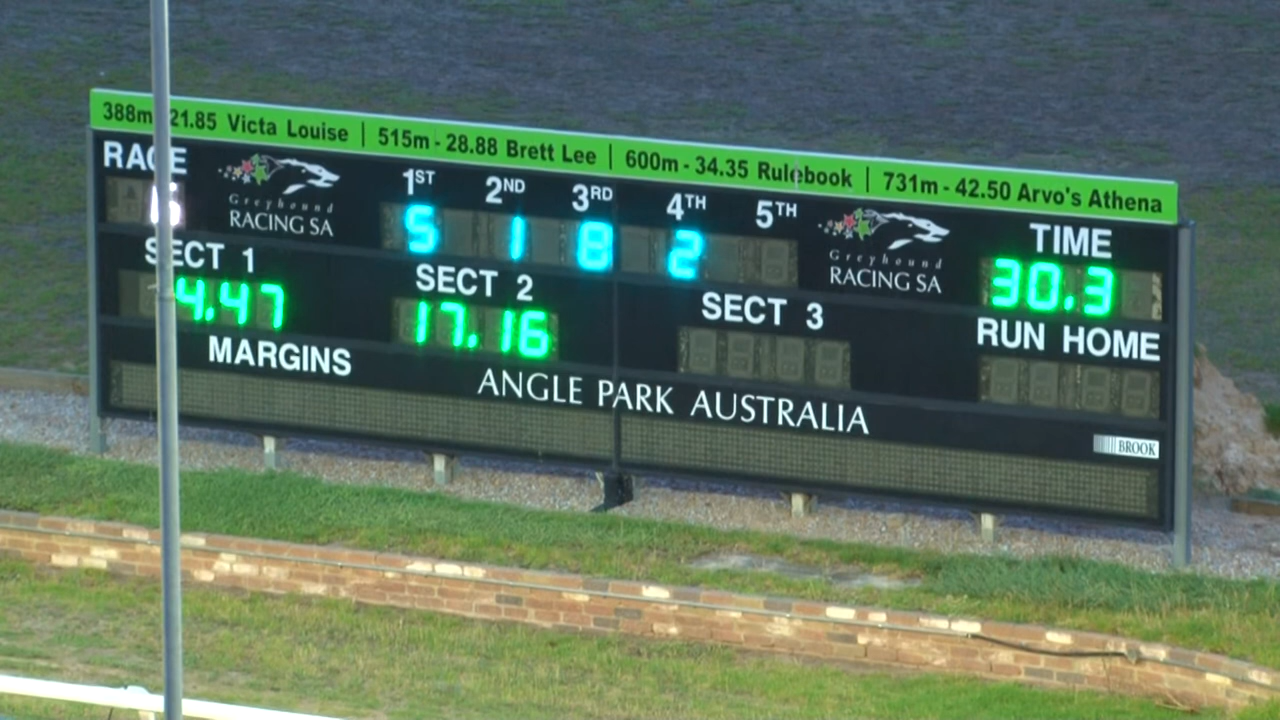 388m - 21.85 Victa Louise | 515m - 28.88 Brett Lee | 600m - 34.35 Rulebook | 731m - 42.50 Arvo's Athena
RACE
6
Greyhound
RACING SA
1ST 2ND 3RD 4TH 5TH
5 1 8 2
Greyhound
RACING SA
TIME
30.3
SECT 1
4.47
SECT 2
17.16
SECT 3
RUN HOME
MARGINS
ANGLE PARK AUSTRALIA
BROOK